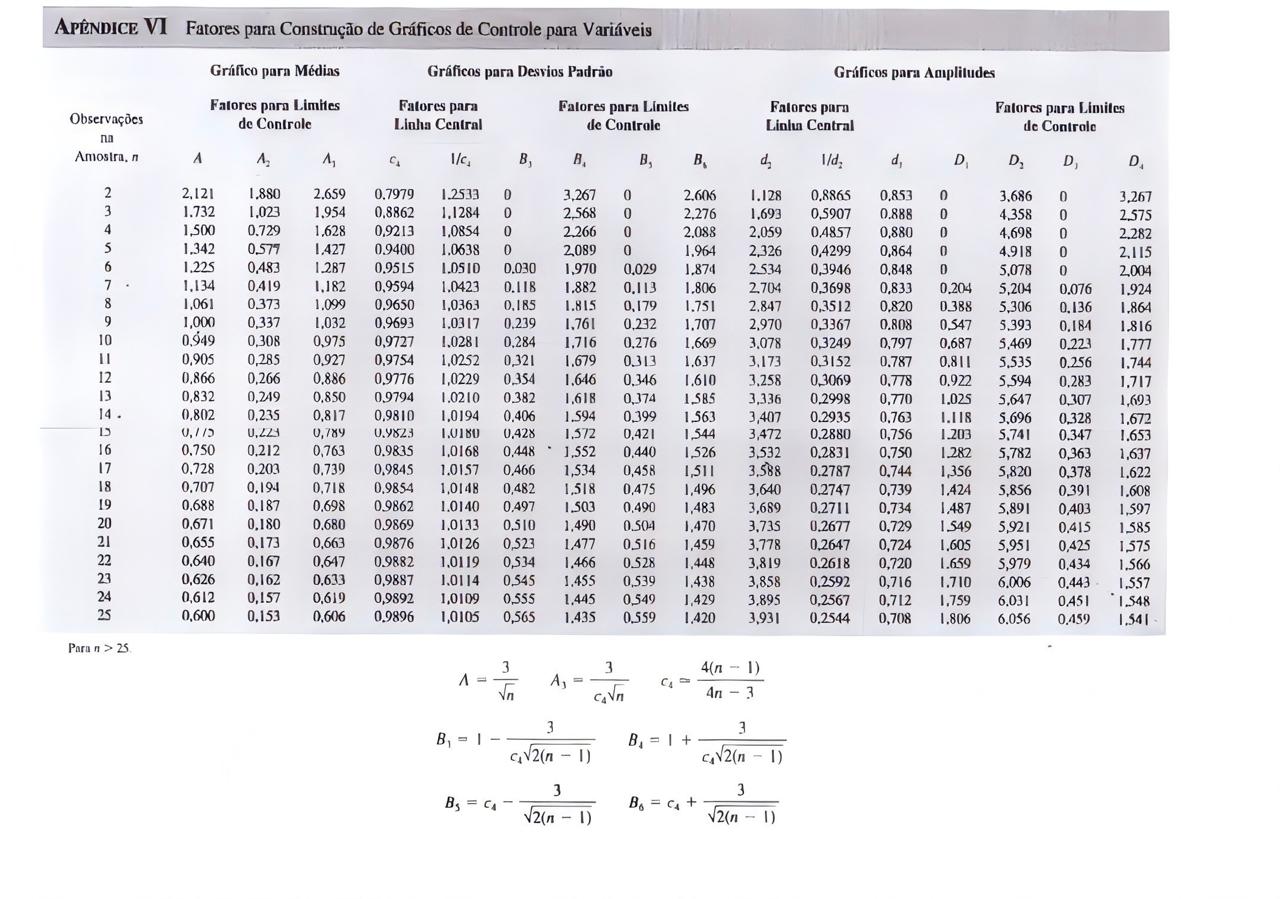 APÊNDICE VI Fatores para Construção de Gráficos de Controle para Variáveis
Gráfico para Médias Gráficos para Desvios Padrão Gráficos para Amplitudes
Observações na Amostra, n Fatores para Limites de Controle Fatores para Linha Central Fatores para Limites de Controle Fatores para Linha Central Fatores para Limites de Controle
A A₂ A₃ c₄ 1/c₄ B₃ B₄ B₅ B₆ d₂ 1/d₂ d₃ D₁ D₂ D₃ D₄
2 2,121 1,880 2,659 0,7979 1,2533 0 3,267 0 2,606 1,128 0,8865 0,853 0 3,686 0 3,267
3 1,732 1,023 1,954 0,8862 1,1284 0 2,568 0 2,276 1,693 0,5907 0.888 0 4,358 0 2,575
4 1,500 0,729 1,628 0,9213 1,0854 0 2,266 0 2,088 2,059 0,4857 0,880 0 4,698 0 2,282
5 1,342 0,577 1,427 0,9400 1,0638 0 2,089 0 1,964 2,326 0,4299 0,864 0 4,918 0 2,115
6 1,225 0,483 1,287 0,9515 1,0510 0,030 1,970 0,029 1,874 2,534 0,3946 0,848 0 5,078 0 2,004
7 1,134 0,419 1,182 0,9594 1,0423 0,118 1,882 0,113 1,806 2,704 0,3698 0,833 0,204 5,204 0,076 1,924
8 1,061 0,373 1,099 0,9650 1,0363 0,185 1,815 0,179 1,751 2,847 0,3512 0,820 0,388 5,306 0,136 1,864
9 1,000 0,337 1,032 0,9693 1,0317 0,239 1,761 0,232 1,707 2,970 0,3367 0,808 0,547 5,393 0,184 1,816
10 0,949 0,308 0,975 0,9727 1,0281 0,284 1,716 0,276 1,669 3,078 0,3249 0,797 0,687 5,469 0,223 1,777
11 0,905 0,285 0,927 0,9754 1,0252 0,321 1,679 0,313 1,637 3,173 0,3152 0,787 0,811 5,535 0,256 1,744
12 0,866 0,266 0,886 0,9776 1,0229 0,354 1,646 0,346 1,610 3,258 0,3069 0,778 0,922 5,594 0,283 1,717
13 0,832 0,249 0,850 0,9794 1,0210 0,382 1,618 0,374 1,585 3,336 0,2998 0,770 1,025 5,647 0,307 1,693
14 0,802 0,235 0,817 0,9810 1,0194 0,406 1,594 0,399 1,563 3,407 0,2935 0,763 1,118 5,696 0,328 1,672
15 0,775 0,223 0,789 0,9823 1,0180 0,428 1,572 0,421 1,544 3,472 0,2880 0,756 1,203 5,741 0,347 1,653
16 0,750 0,212 0,763 0,9835 1,0168 0,448 1,552 0,440 1,526 3,532 0,2831 0,750 1,282 5,782 0,363 1,637
17 0,728 0,203 0,739 0,9845 1,0157 0,466 1,534 0,458 1,511 3,588 0,2787 0,744 1,356 5,820 0,378 1,622
18 0,707 0,194 0,718 0,9854 1,0148 0,482 1,518 0,475 1,496 3,640 0,2747 0,739 1,424 5,856 0,391 1,608
19 0,688 0,187 0,698 0,9862 1,0140 0,497 1,503 0,490 1,483 3,689 0,2711 0,734 1,487 5,891 0,403 1,597
20 0,671 0,180 0,680 0,9869 1,0133 0,510 1,490 0,504 1,470 3,735 0,2677 0,729 1,549 5,921 0,415 1,585
21 0,655 0,173 0,663 0,9876 1,0126 0,523 1,477 0,516 1,459 3,778 0,2647 0,724 1,605 5,951 0,425 1,575
22 0,640 0,167 0,647 0,9882 1,0119 0,534 1,466 0,528 1,448 3,819 0,2618 0,720 1,659 5,979 0,434 1,566
23 0,626 0,162 0,633 0,9887 1,0114 0,545 1,455 0,539 1,438 3,858 0,2592 0,716 1,710 6,006 0,443 1,557
24 0,612 0,157 0,619 0,9892 1,0109 0,555 1,445 0,549 1,429 3,895 0,2567 0,712 1,759 6,031 0,451 1,548
25 0,600 0,153 0,606 0,9896 1,0105 0,565 1,435 0,559 1,420 3,931 0,2544 0,708 1,806 6,056 0,459 1,541
Para n > 25.
A = 3/√n A₃ = 3/(c₄√n) c₄ = 4(n − 1)/(4n − 3)
B₃ = 1 − 3/(c₄√2(n − 1)) B₄ = 1 + 3/(c₄√2(n − 1))
B₅ = c₄ − 3/√2(n − 1) B₆ = c₄ + 3/√2(n − 1)